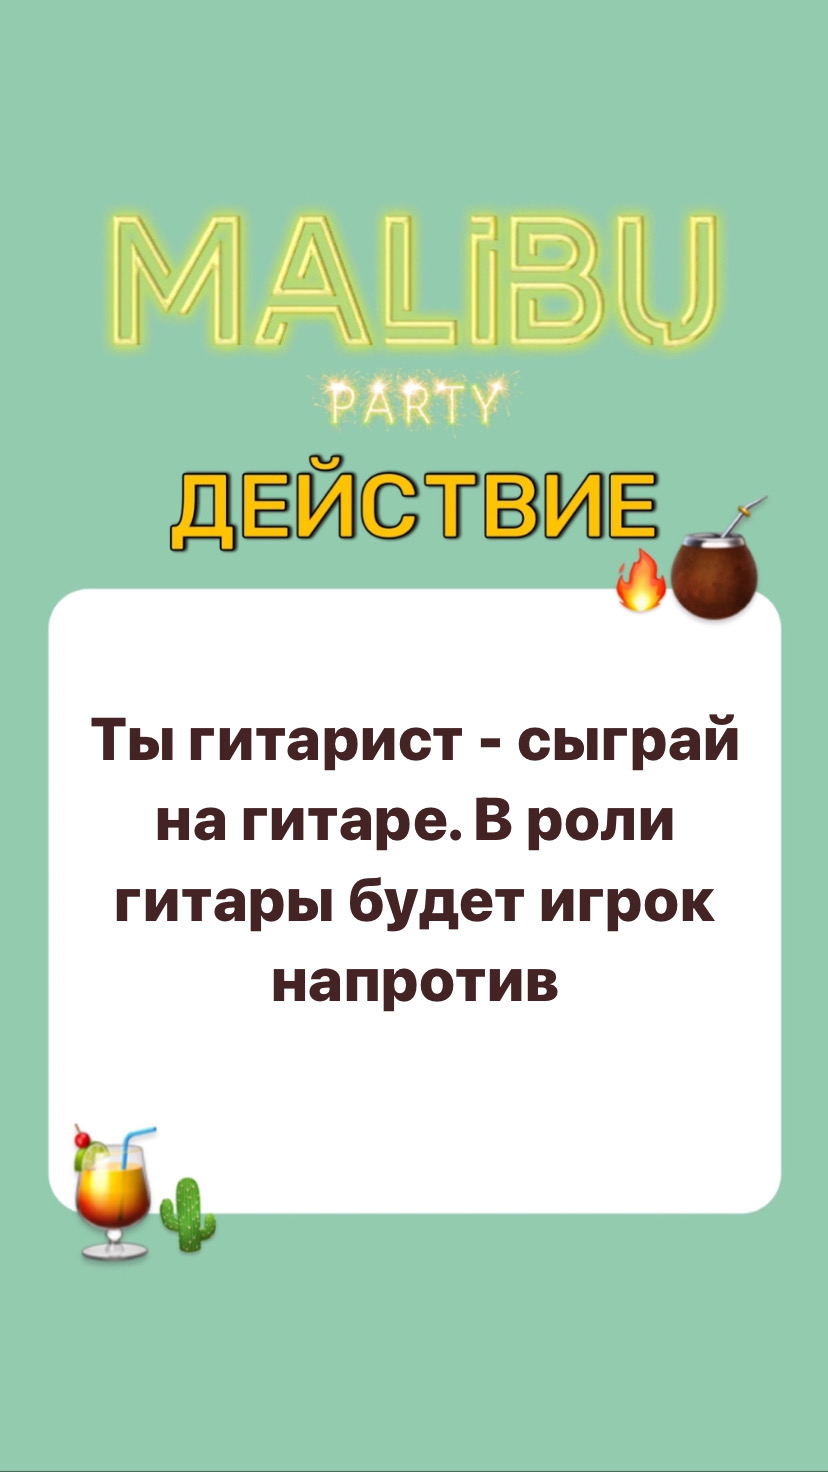 MALIBU
PARTY
ДЕЙСТВИЕ
Ты гитарист - сыграй
на гитаре. В роли
гитары будет игрок
напротив